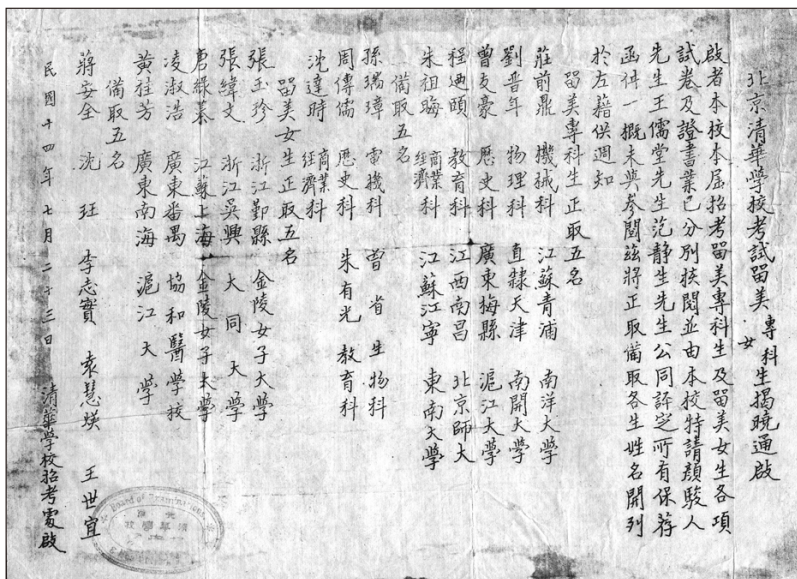 北京清華學校考試留美專科女生揭曉通啟
啟者本校本届招考留美專科生及留美女生各項
試卷及證書業已分別挍閱並由本校特請顏駿人
先生王儒堂先生范静生先生公同評定所有保荐
函件一概未與參閱茲將正取備取各生姓名開列
於左藉供週知
留美專科生正取五名
莊前鼎 機械科 江蘇青浦 南洋大學
劉晋年 物理科 直隸天津 南開大學
曾友豪 歷史科 廣東梅縣 滬江大學
程迺頤 教育科 江西南昌 北京師大
朱祖晦 商業經濟科 江蘇江寧 東南大學
備取五名
孫瑞璋 電機科 曾省 生物科
周傳儒 歷史科 朱有光 教育科
沈達時 商業經濟科
留美女生正取五名
張玉珍 浙江鄞縣 金陵女子大學
張緯文 浙江吳興 大同大學
唐綠蓁 江蘇上海 金陵女子大學
凌淑浩 廣東番禺 協和醫學校
黃桂芳 廣東南海 滬江大學
備取五名
蔣安全 沈玨 李志實 袁慧熯 王世宜
民國十四年七月二十三日 清華學校招考處啟
Board of Examinations